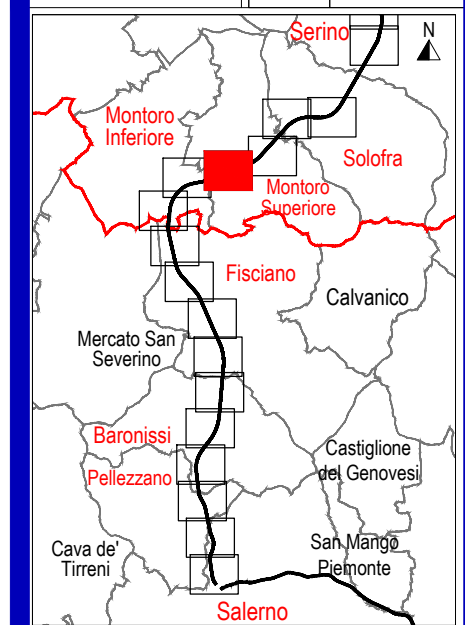 Serino
N
Montoro
Inferiore
Solofra
Montoro
Superiore
Fisciano
Calvanico
Mercato San
Severino
Baronissi
Castiglione
del Genovesi
Pellezzano
Cava de'
Tirreni
San Mango
Piemonte
Salerno